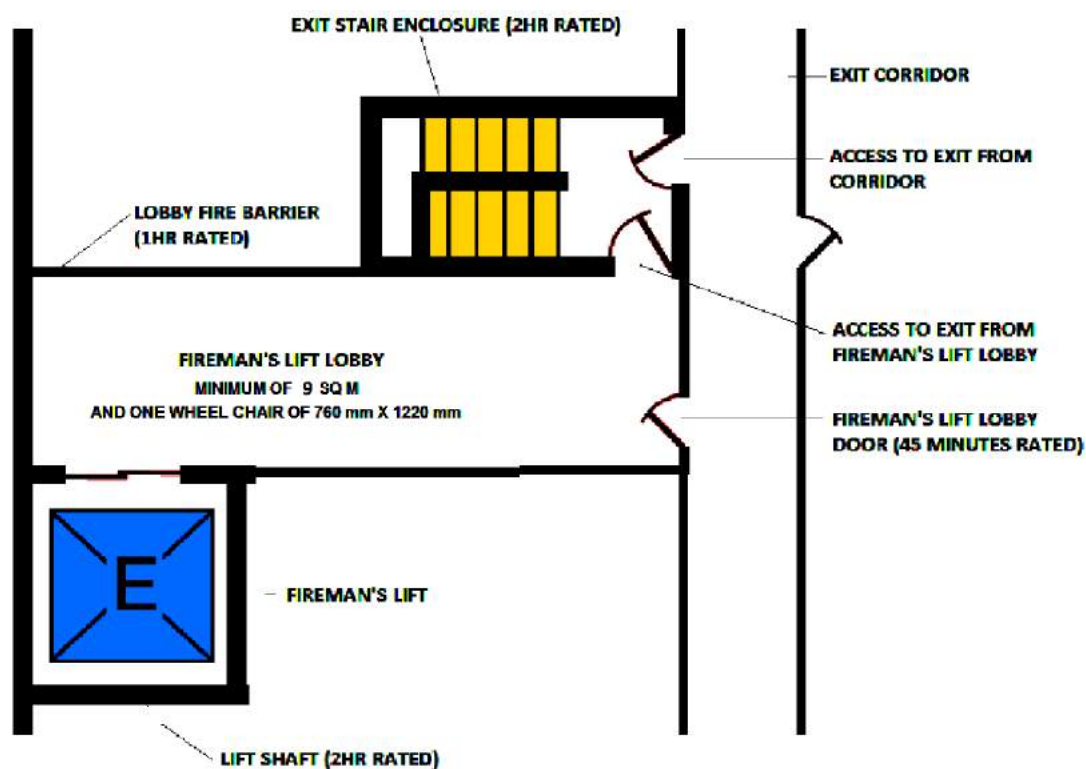 EXIT STAIR ENCLOSURE (2HR RATED)
EXIT CORRIDOR
ACCESS TO EXIT FROM
CORRIDOR
LOBBY FIRE BARRIER
(1HR RATED)
ACCESS TO EXIT FROM
FIREMAN'S LIFT LOBBY
FIREMAN'S LIFT LOBBY
MINIMUM OF 9 SQ M
AND ONE WHEEL CHAIR OF 760 mm X 1220 mm
FIREMAN'S LIFT LOBBY
DOOR (45 MINUTES RATED)
E
FIREMAN'S LIFT
LIFT SHAFT (2HR RATED)